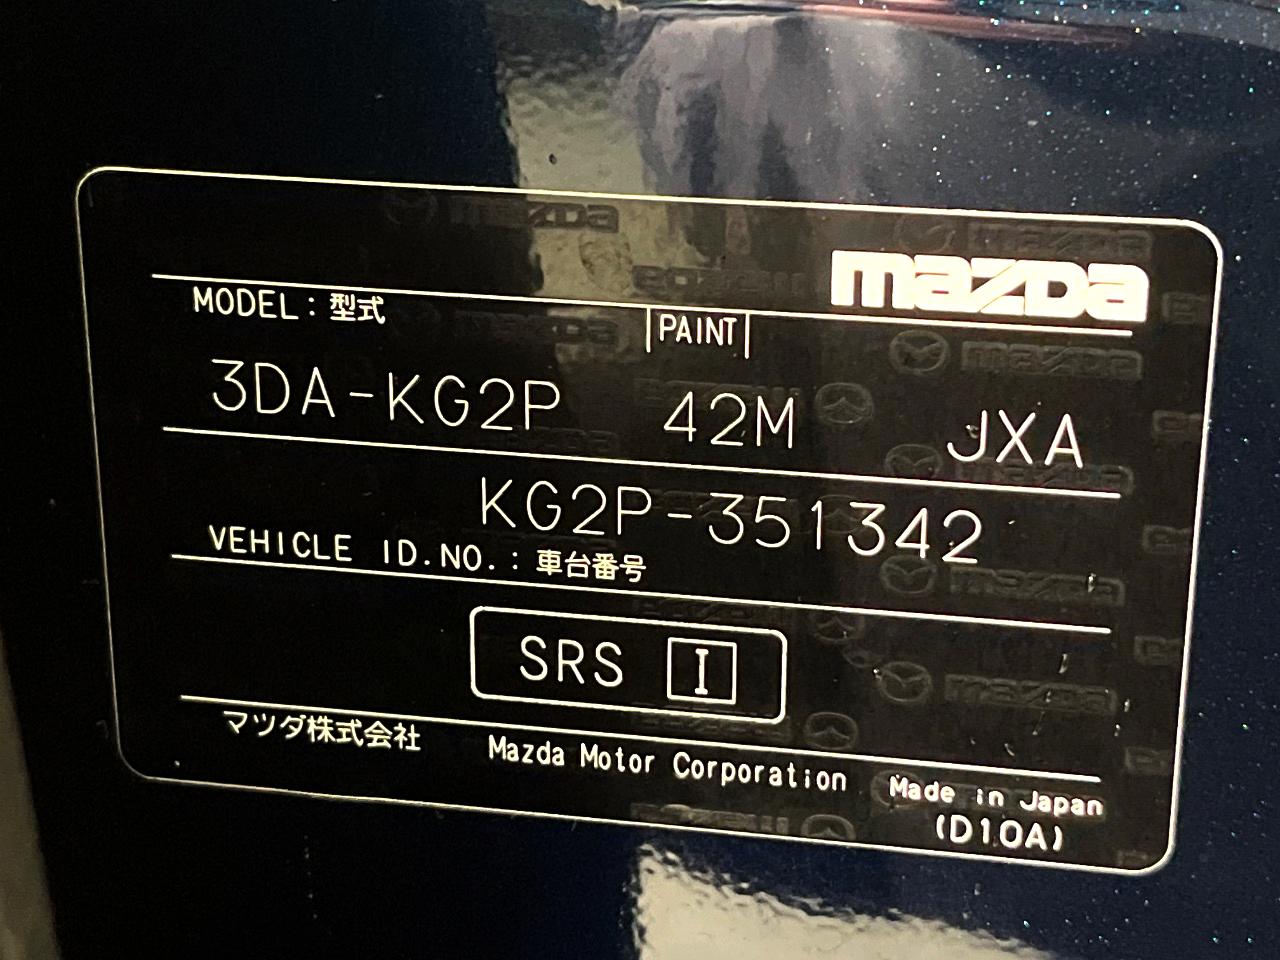 mazda
MODEL：型式 PAINT
3DA-KG2P 42M JXA
KG2P-351342
VEHICLE ID.NO.：車台番号
SRS I
マツダ株式会社 Mazda Motor Corporation Made in Japan
(D10A)